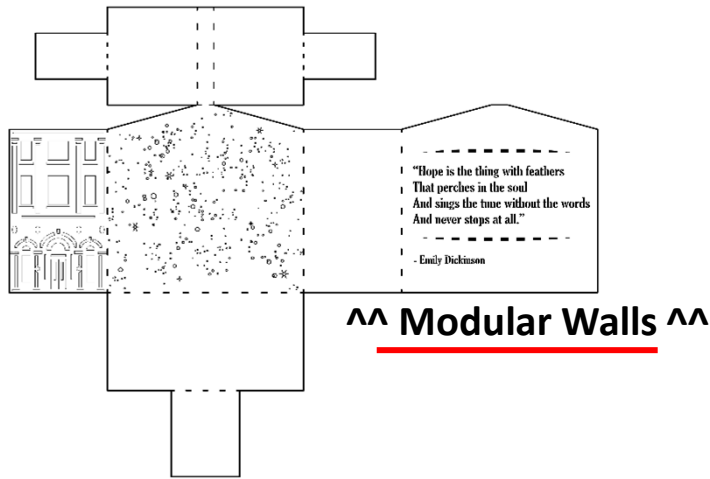 “Hope is the thing with feathers
That perches in the soul
And sings the tune without the words
And never stops at all.”
- Emily Dickinson
^^ Modular Walls ^^